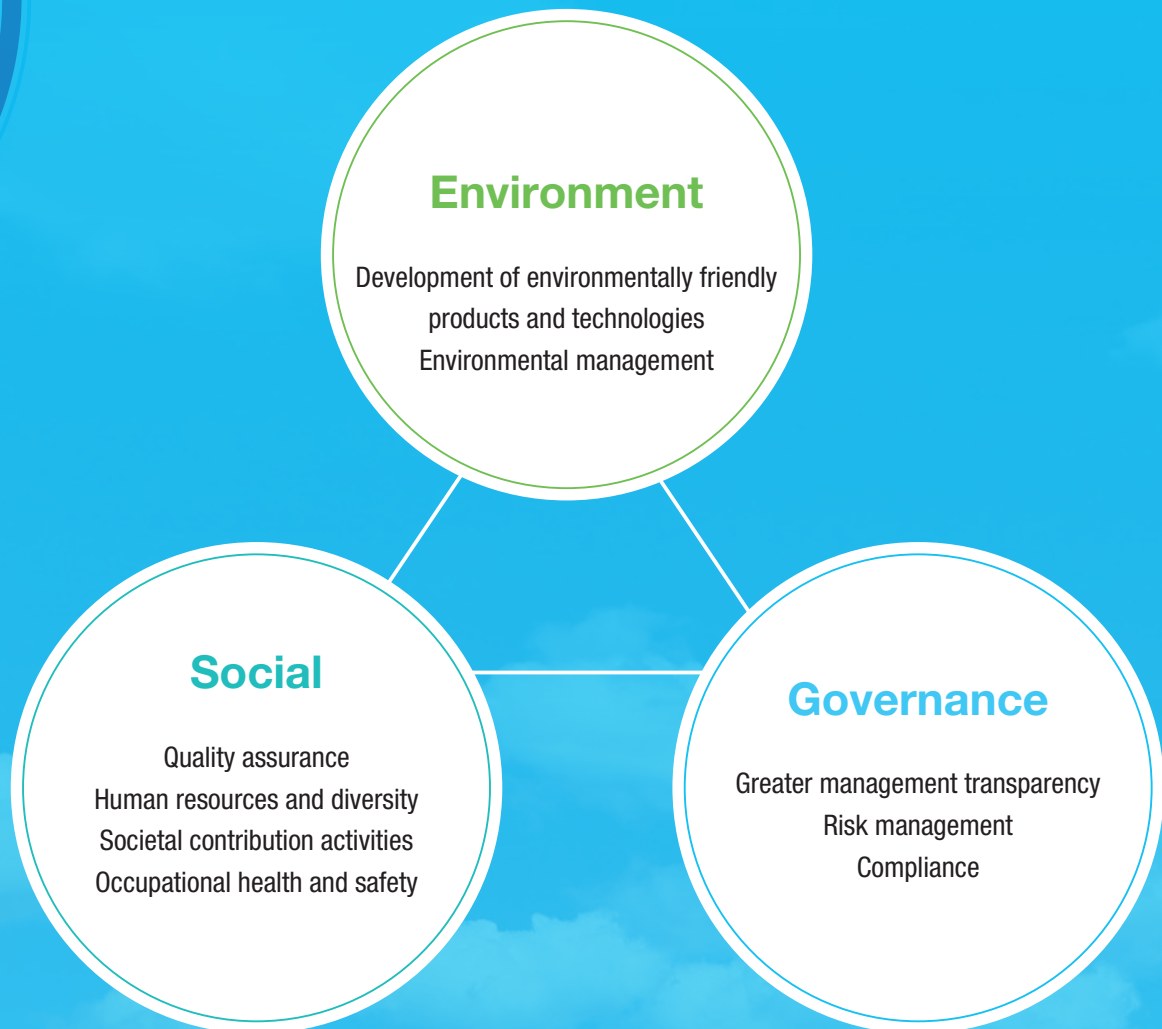 Environment
Development of environmentally friendly
products and technologies
Environmental management
Social
Quality assurance
Human resources and diversity
Societal contribution activities
Occupational health and safety
Governance
Greater management transparency
Risk management
Compliance